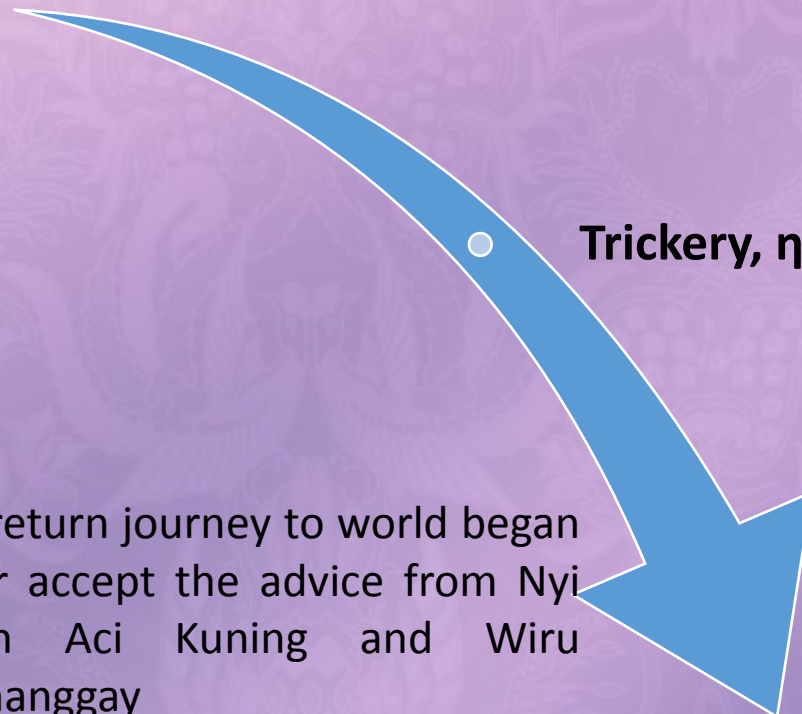 Trickery, η
return journey to world began
accept the advice from Nyi
Aci Kuning and Wiru